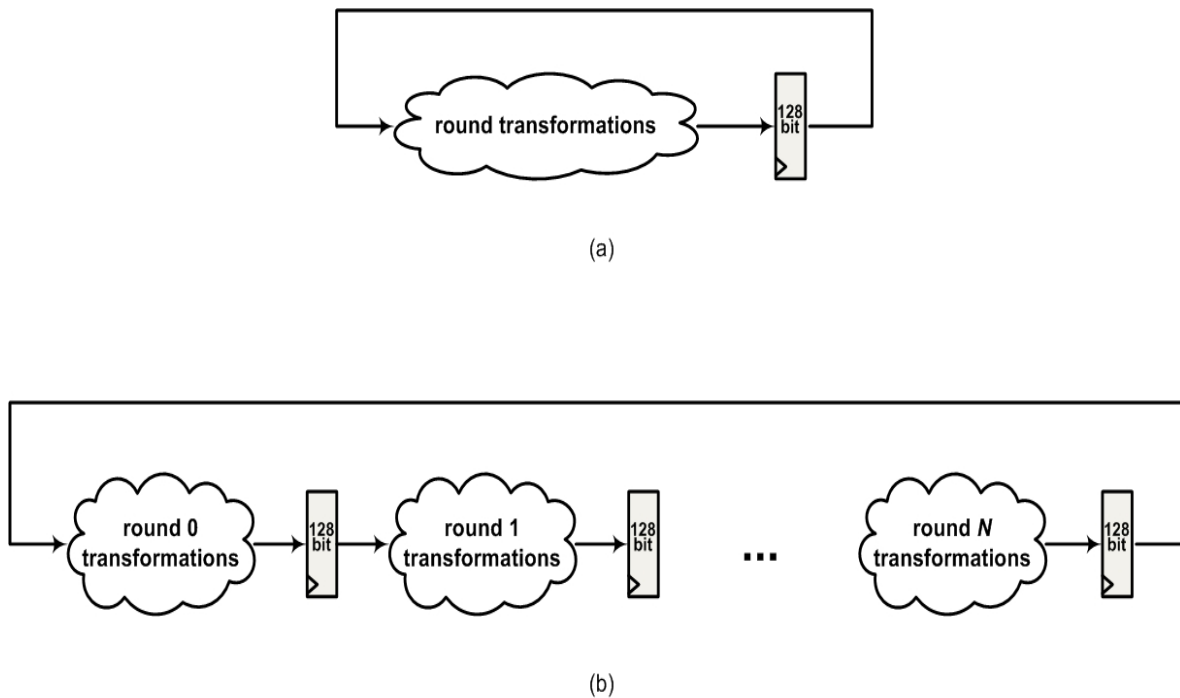 round transformations
128
bit
(a)
round 0
transformations
128
bit
round 1
transformations
128
bit
...
round N
transformations
128
bit
(b)